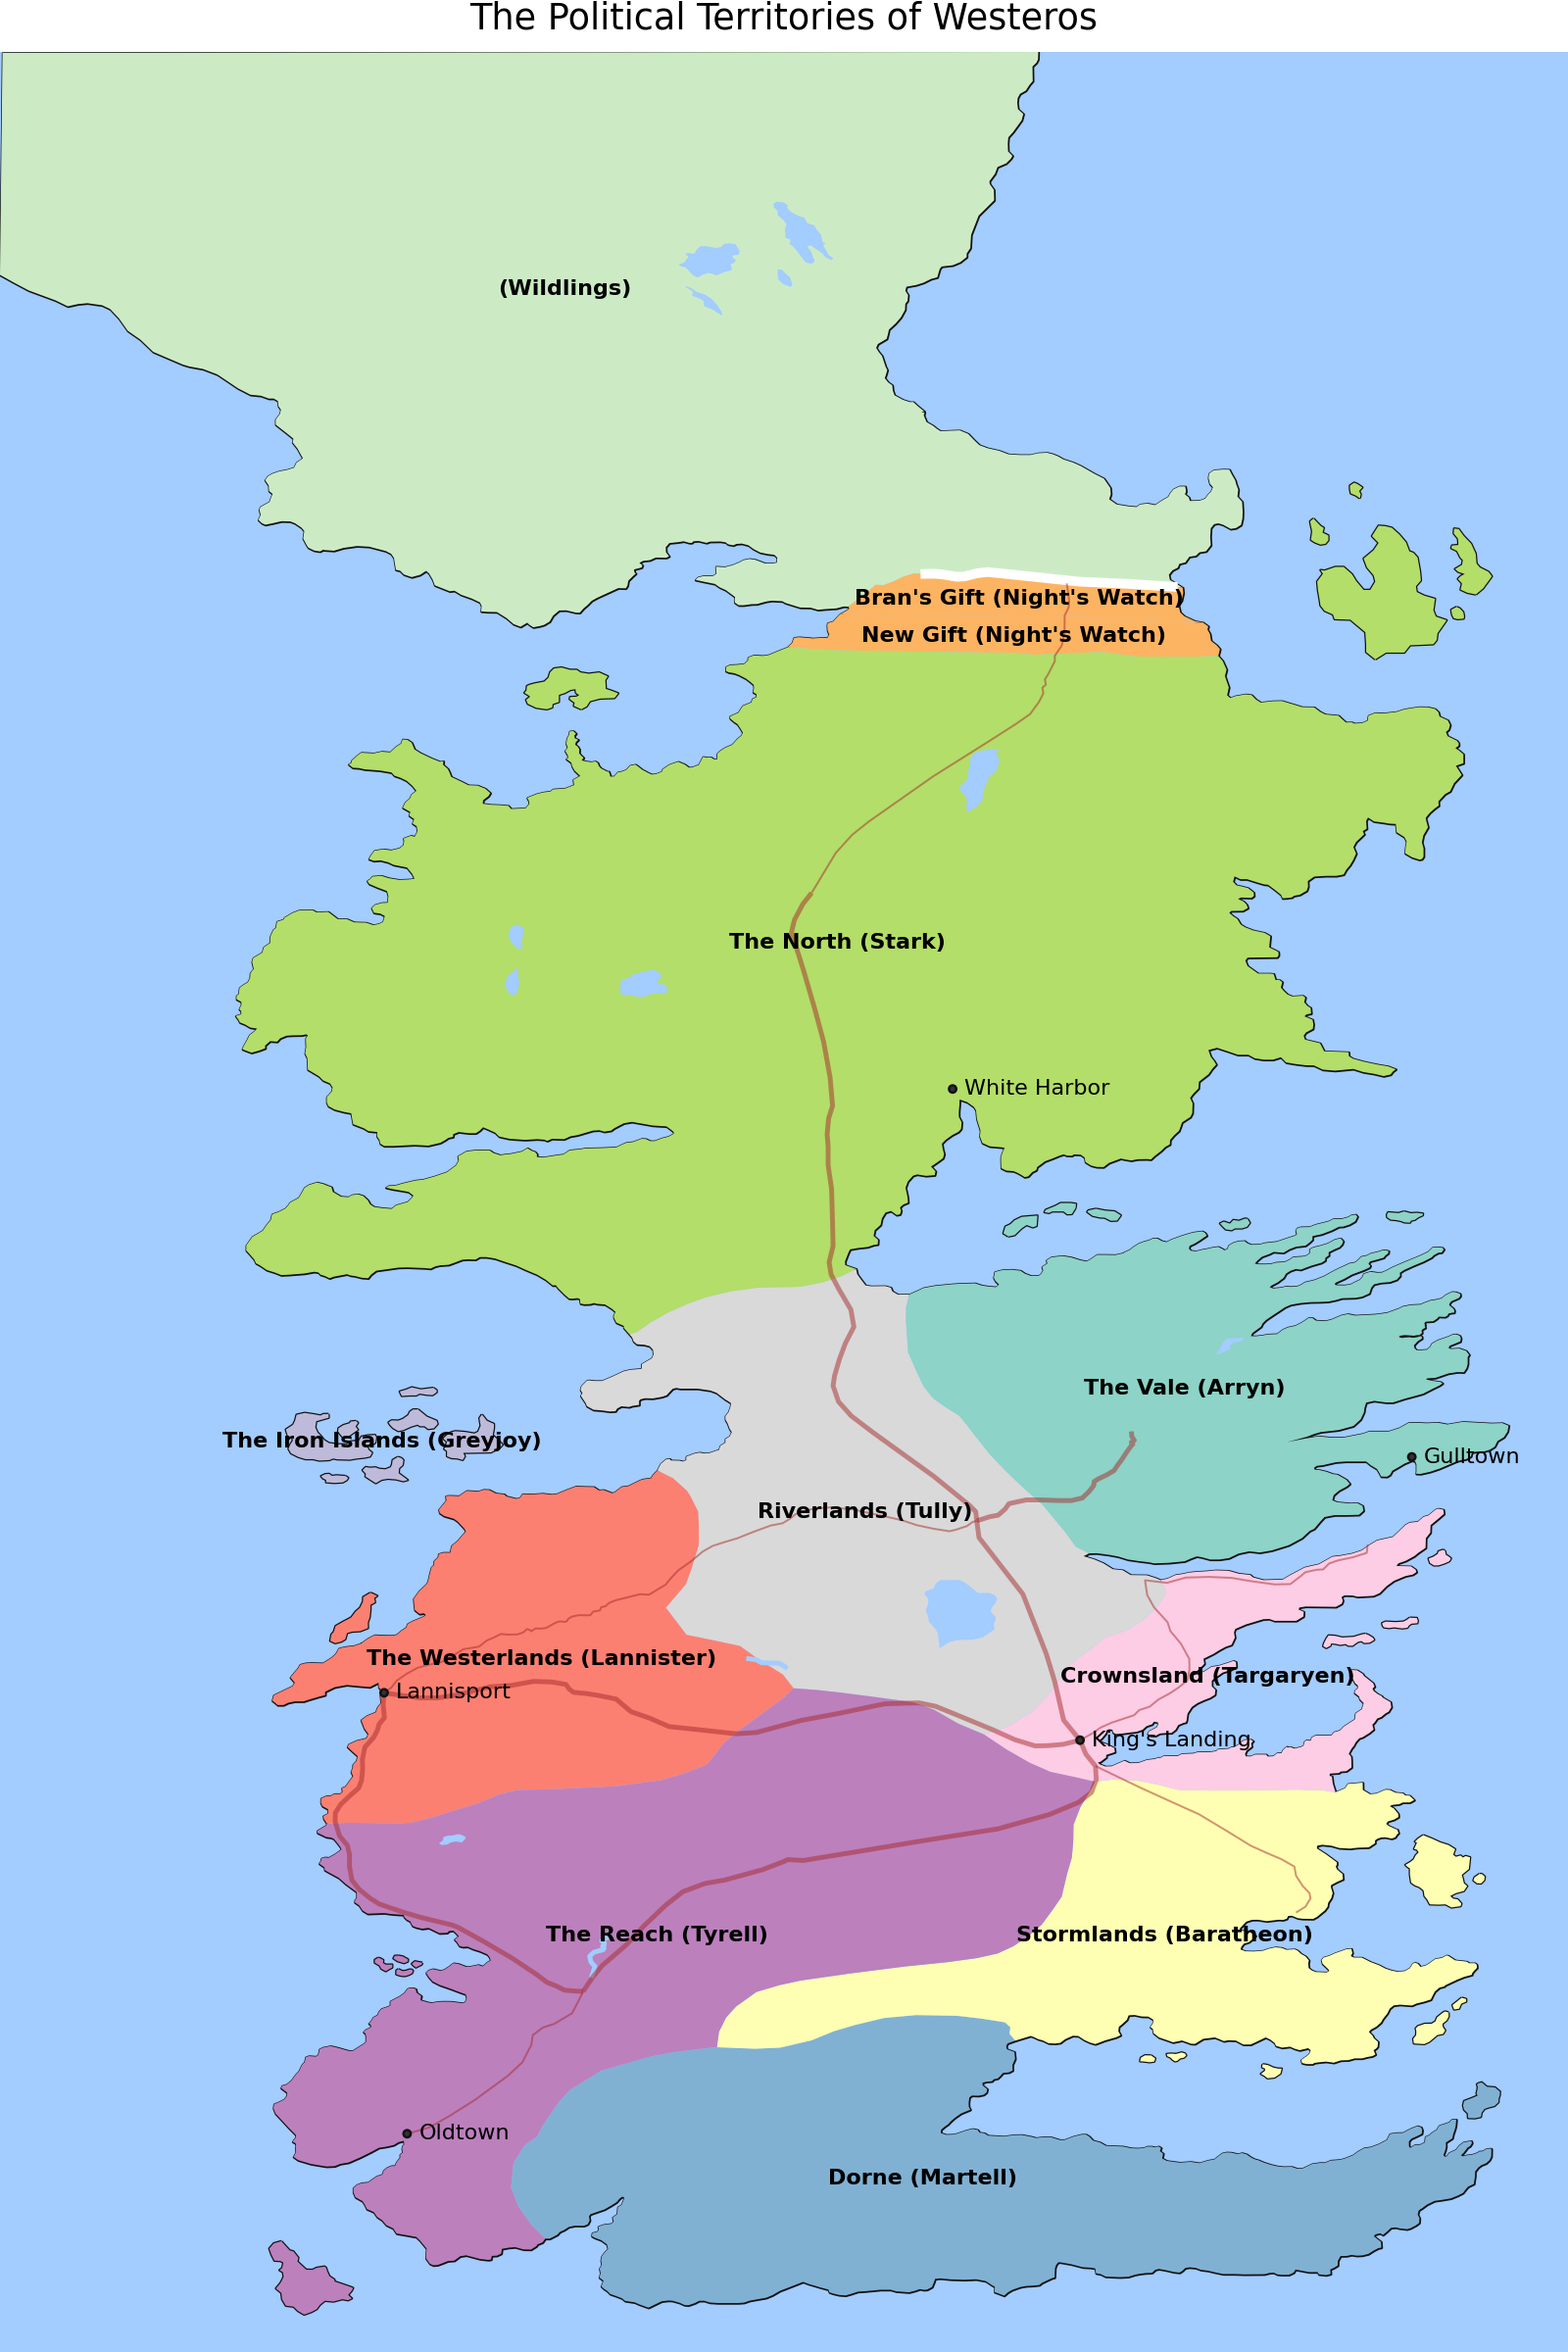 The Political Territories of Westeros
(Wildlings)
Bran's Gift (Night's Watch)
New Gift (Night's Watch)
The North (Stark)
White Harbor
The Vale (Arryn)
The Iron Islands (Greyjoy)
Gulltown
Riverlands (Tully)
The Westerlands (Lannister)
Crownsland (Targaryen)
Lannisport
King's Landing
The Reach (Tyrell)
Stormlands (Baratheon)
Oldtown
Dorne (Martell)